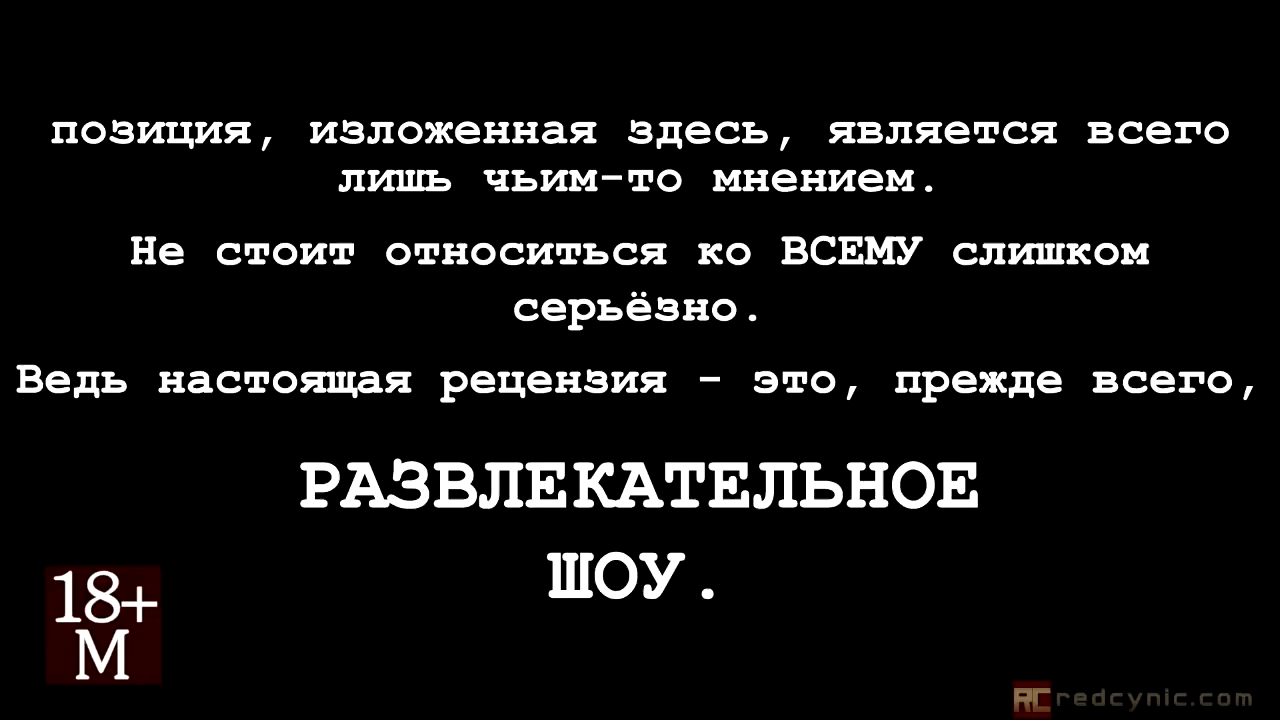 позиция, изложенная здесь, является всего
лишь чьим-то мнением.
Не стоит относиться ко ВСЕМУ слишком
серьёзно.
Ведь настоящая рецензия - это, прежде всего,
РАЗВЛЕКАТЕЛЬНОЕ
ШОУ.
18+
М
RC redcynic.com